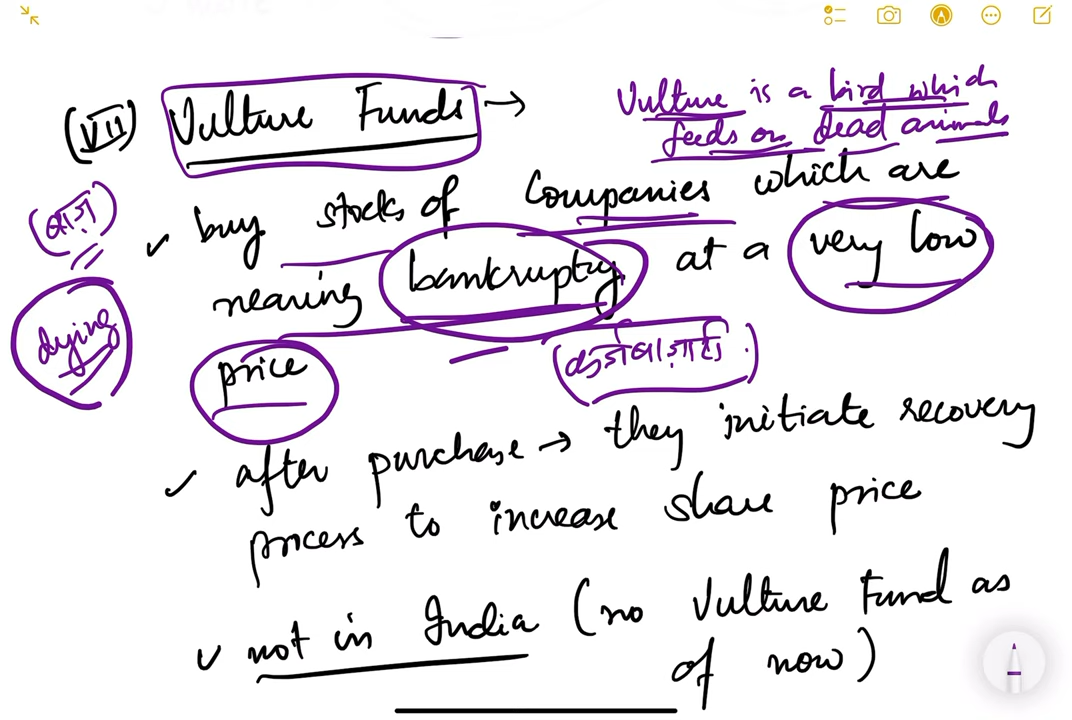 (VII) Vulture Funds →
Vulture is a bird which
feeds on dead animals
✓ buy stocks of Companies which are
nearing bankruptcy at a very low
price
dying
✓ after purchase → they initiate recovery
process to increase share price
✓ not in India (no Vulture Fund as
of now)